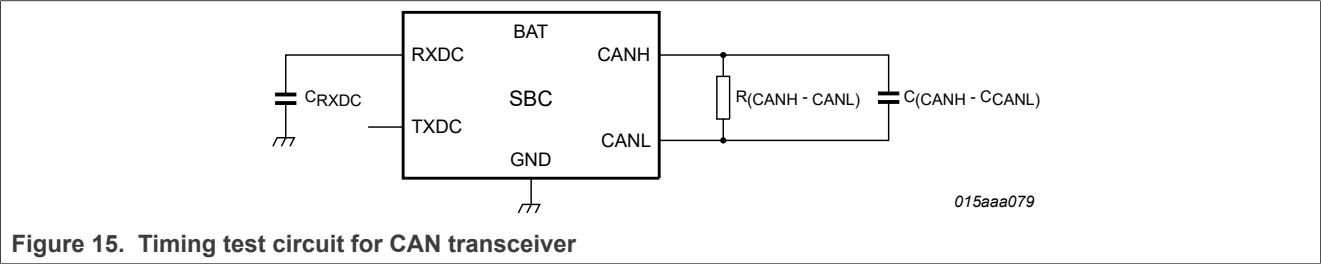 BAT
RXDC
CANH
CRXDC
SBC
R(CANH - CANL)
C(CANH - CCANL)
TXDC
CANL
GND
015aaa079
Figure 15. Timing test circuit for CAN transceiver